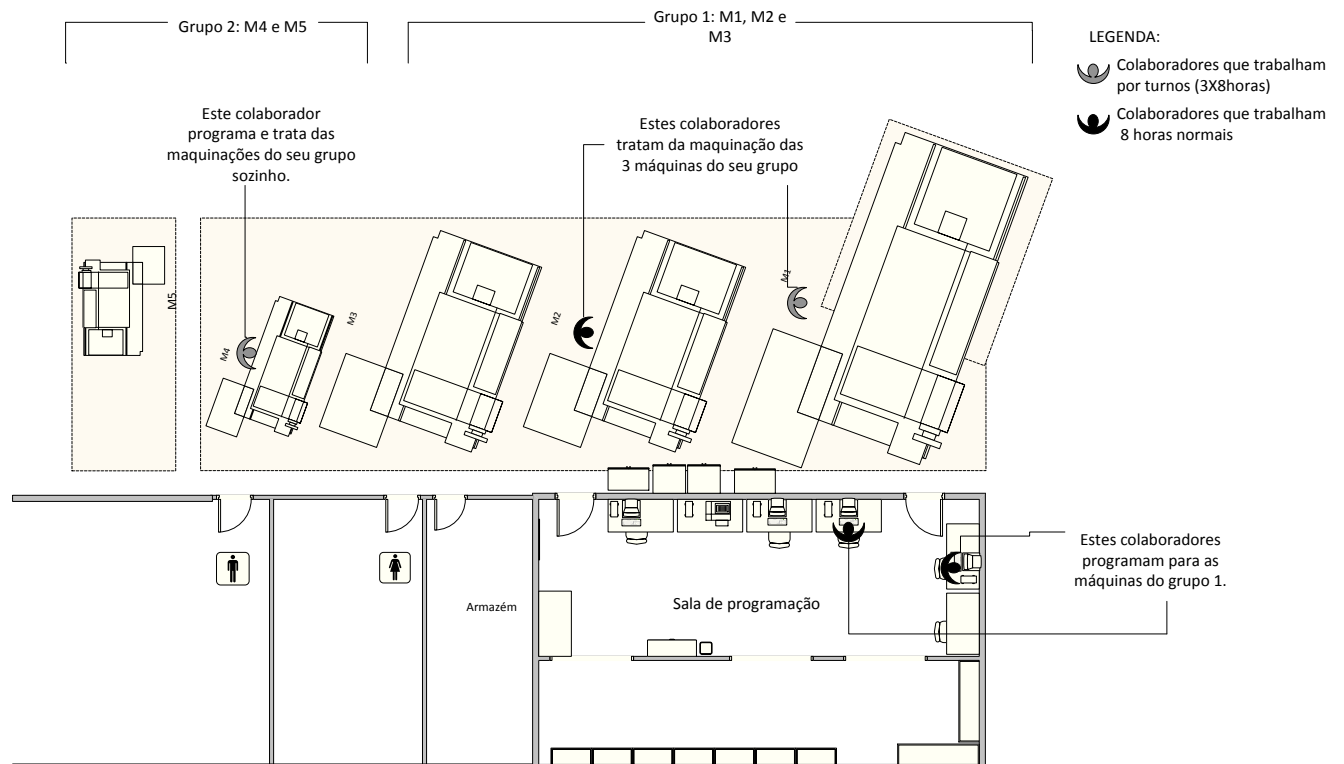 Grupo 2: M4 e M5
Grupo 1: M1, M2 e
M3
LEGENDA:
Colaboradores que trabalham
por turnos (3X8horas)
Colaboradores que trabalham
8 horas normais
Este colaborador
programa e trata das
maquinações do seu grupo
sozinho.
Estes colaboradores
tratam da maquinação das
3 máquinas do seu grupo
M5
M4
M3
M2
M1
Estes colaboradores
programam para as
máquinas do grupo 1.
Armazém
Sala de programação